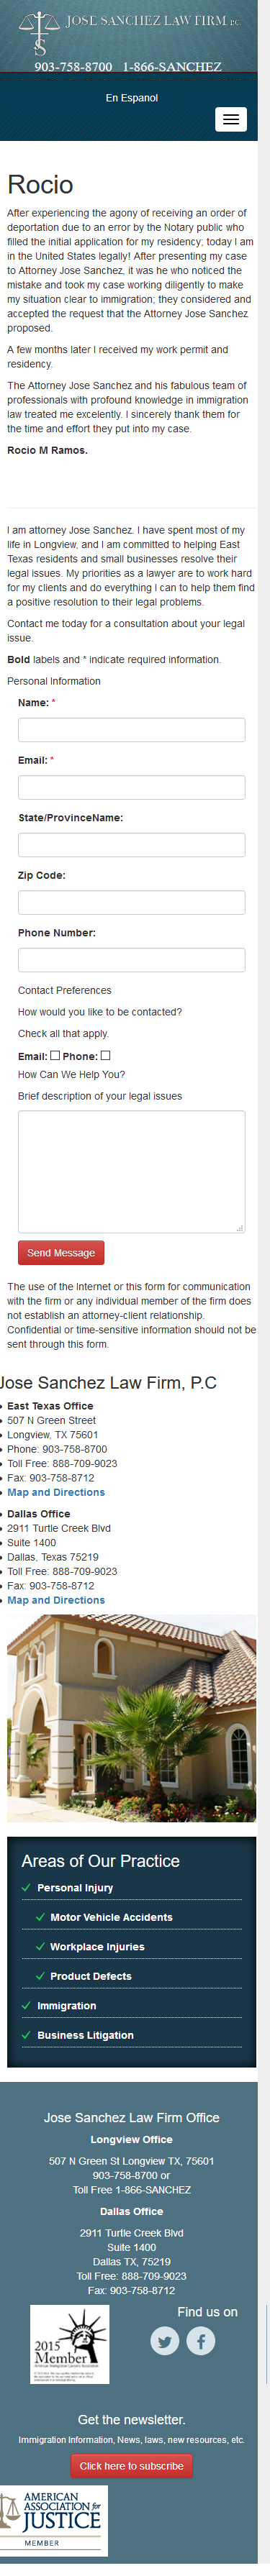 JOSE SANCHEZ LAW FIRM P.C.
903-758-8700 1-866-SANCHEZ
En Espanol
Rocio
After experiencing the agony of receiving an order of
deportation due to an error by the Notary public who
filled the initial application for my residency; today I am
in the United States legally! After presenting my case
to Attorney Jose Sanchez, it was he who noticed the
mistake and took my case working diligently to make
my situation clear to immigration; they considered and
accepted the request that the Attorney Jose Sanchez
proposed.
A few months later I received my work permit and
residency.
The Attorney Jose Sanchez and his fabulous team of
professionals with profound knowledge in immigration
law treated me excelently. I sincerely thank them for
the time and effort they put into my case.
Rocio M Ramos.
I am attorney Jose Sanchez. I have spent most of my
life in Longview, and I am committed to helping East
Texas residents and small businesses resolve their
legal issues. My priorities as a lawyer are to work hard
for my clients and do everything I can to help them find
a positive resolution to their legal problems.
Contact me today for a consultation about your legal
issue.
Bold labels and * indicate required information.
Personal Information
Name: *
Email: *
State/ProvinceName:
Zip Code:
Phone Number:
Contact Preferences
How would you like to be contacted?
Check all that apply.
Email: Phone:
How Can We Help You?
Brief description of your legal issues
Send Message
The use of the Internet or this form for communication
with the firm or any individual member of the firm does
not establish an attorney-client relationship.
Confidential or time-sensitive information should not be
sent through this form.
Jose Sanchez Law Firm, P.C
East Texas Office
507 N Green Street
Longview, TX 75601
Phone: 903-758-8700
Toll Free: 888-709-9023
Fax: 903-758-8712
Map and Directions
Dallas Office
2911 Turtle Creek Blvd
Suite 1400
Dallas, Texas 75219
Toll Free: 888-709-9023
Fax: 903-758-8712
Map and Directions
Areas of Our Practice
Personal Injury
Motor Vehicle Accidents
Workplace Injuries
Product Defects
Immigration
Business Litigation
Jose Sanchez Law Firm Office
Longview Office
507 N Green St Longview TX, 75601
903-758-8700 or
Toll Free 1-866-SANCHEZ
Dallas Office
2911 Turtle Creek Blvd
Suite 1400
Dallas TX, 75219
Toll Free: 888-709-9023
Fax: 903-758-8712
2015
Member
American Immigration Lawyers Association
Find us on
Get the newsletter.
Immigration Information, News, laws, new resources, etc.
Click here to subscribe
AMERICAN
ASSOCIATION for
JUSTICE
MEMBER